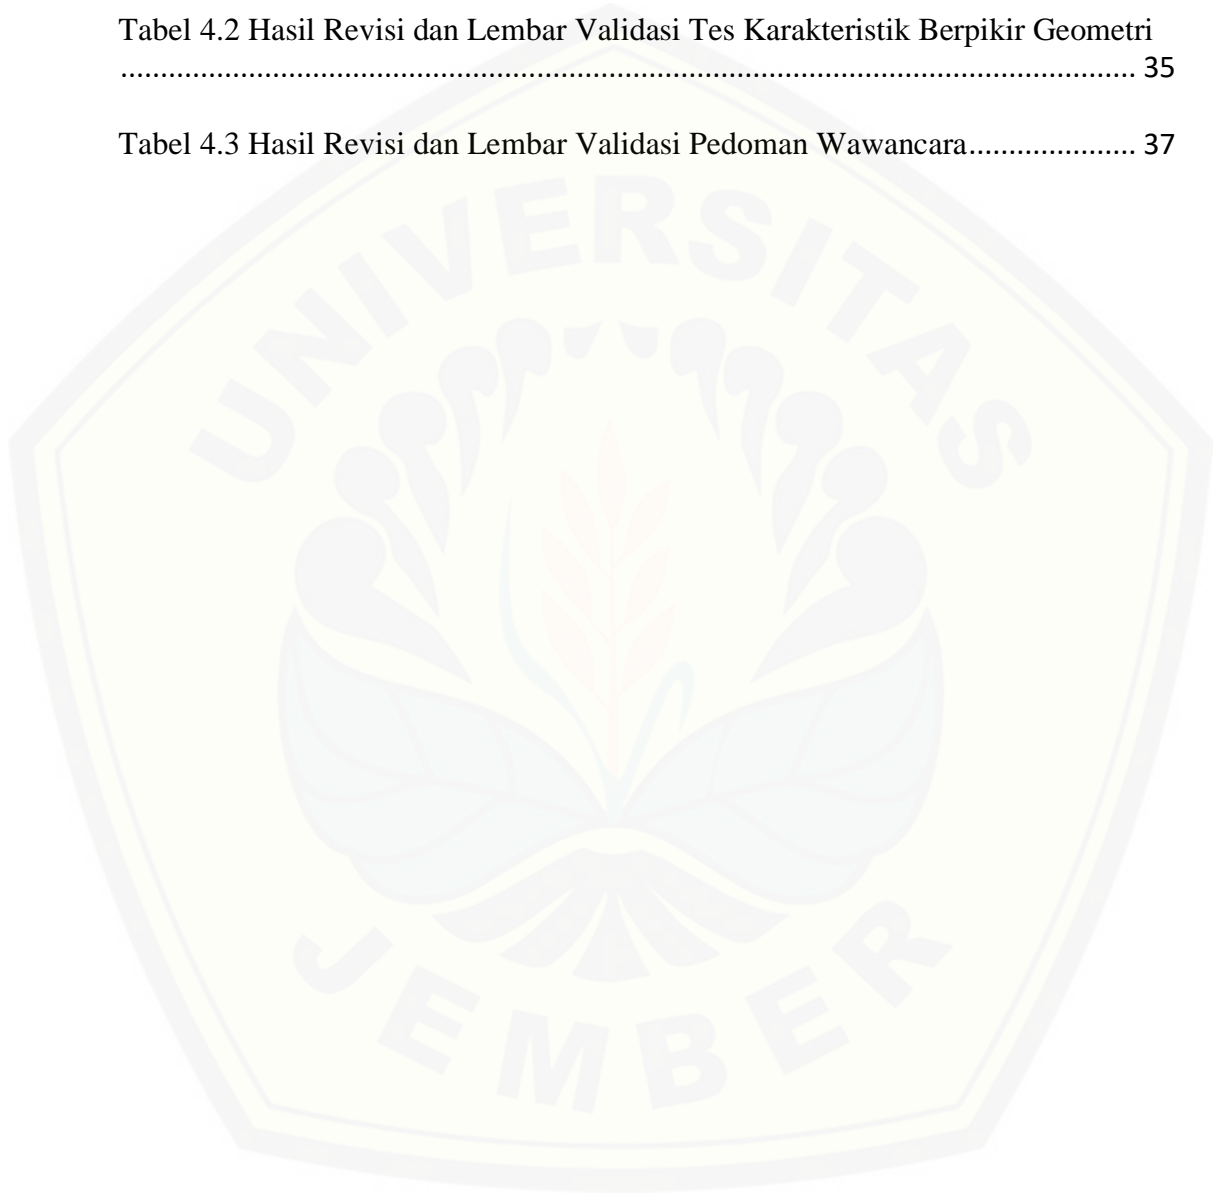 Tabel 4.2 Hasil Revisi dan Lembar Validasi Tes Karakteristik Berpikir Geometri
............................................................................................................................... 35
Tabel 4.3 Hasil Revisi dan Lembar Validasi Pedoman Wawancara..................... 37
UNIVERSITAS
JEMBER